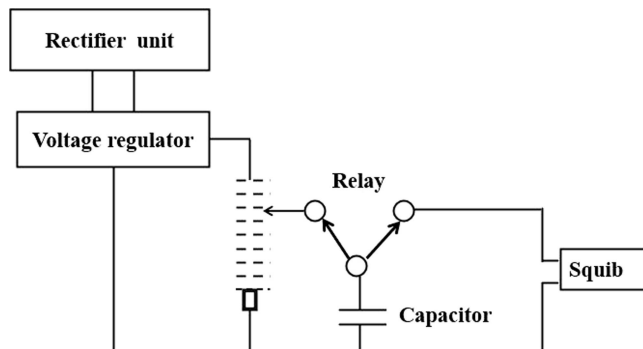 Rectifier unit
Voltage regulator
Relay
Squib
Capacitor